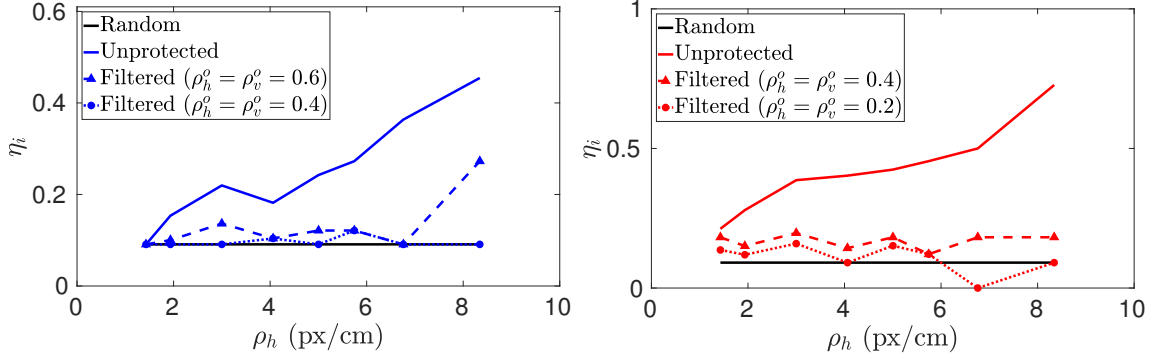 0.6
0.4
0.2
0
η_i
Random
Unprotected
Filtered (ρ_h^o = ρ_v^o = 0.6)
Filtered (ρ_h^o = ρ_v^o = 0.4)
0 2 4 6 8 10
ρ_h (px/cm)
1
0.5
0
η_i
Random
Unprotected
Filtered (ρ_h^o = ρ_v^o = 0.4)
Filtered (ρ_h^o = ρ_v^o = 0.2)
0 2 4 6 8 10
ρ_h (px/cm)